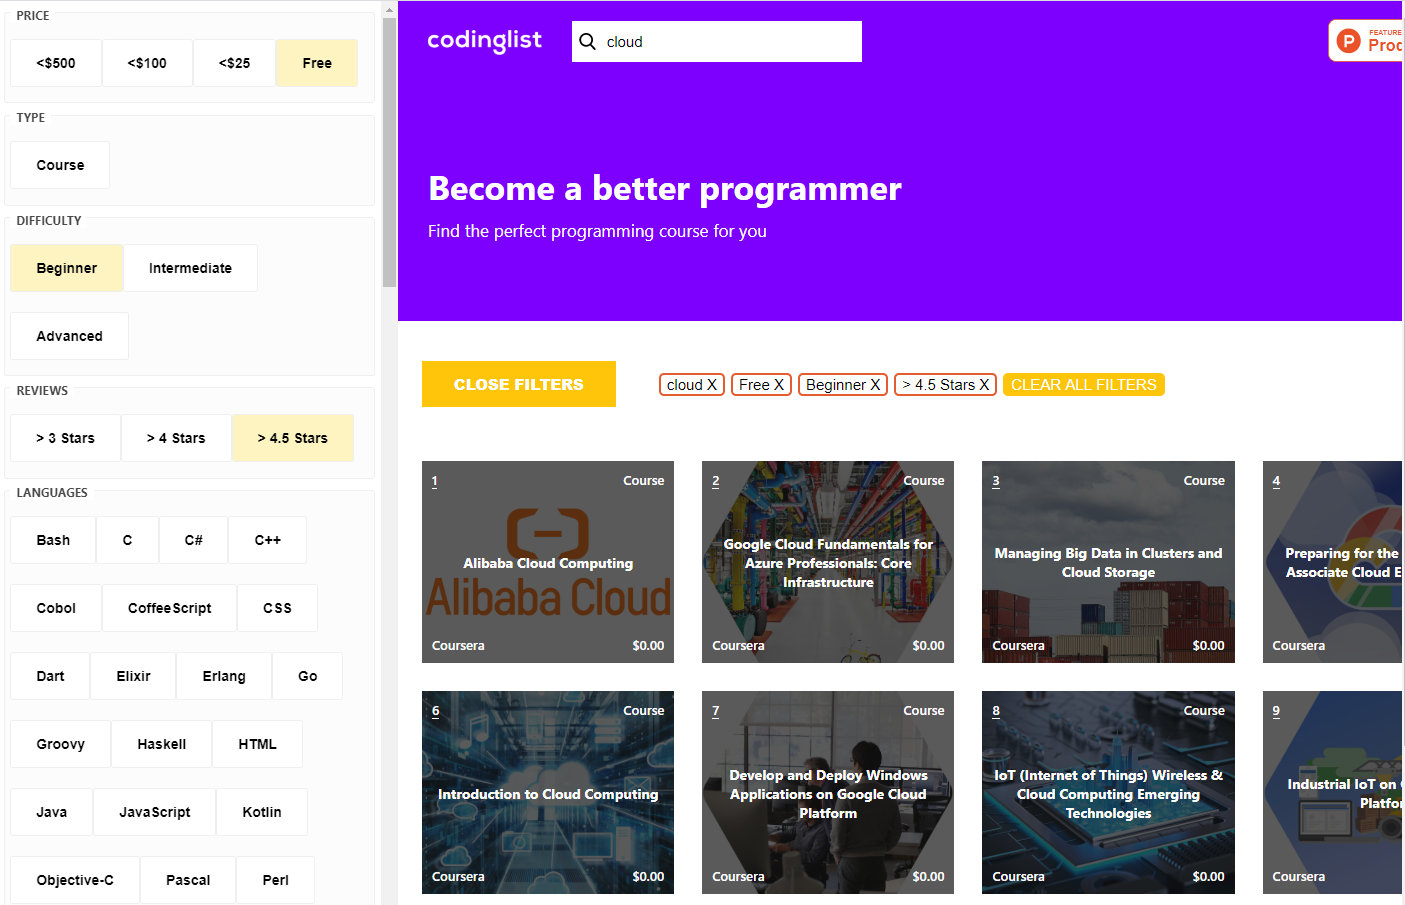 PRICE
<$500
<$100
<$25
Free
TYPE
Course
DIFFICULTY
Beginner
Intermediate
Advanced
REVIEWS
> 3 Stars
> 4 Stars
> 4.5 Stars
LANGUAGES
Bash
C
C#
C++
Cobol
CoffeeScript
CSS
Dart
Elixir
Erlang
Go
Groovy
Haskell
HTML
Java
JavaScript
Kotlin
Objective-C
Pascal
Perl
codinglist
cloud
P
FEATURE
Proc
Become a better programmer
Find the perfect programming course for you
CLOSE FILTERS
cloud X
Free X
Beginner X
> 4.5 Stars X
CLEAR ALL FILTERS
1
Course
Alibaba Cloud Computing
Alibaba Cloud
Coursera
$0.00
2
Course
Google Cloud Fundamentals for
Azure Professionals: Core
Infrastructure
Coursera
$0.00
3
Course
Managing Big Data in Clusters and
Cloud Storage
Coursera
$0.00
4
Preparing for the
Associate Cloud E
Coursera
6
Course
Introduction to Cloud Computing
Coursera
$0.00
7
Course
Develop and Deploy Windows
Applications on Google Cloud
Platform
Coursera
$0.00
8
Course
IoT (Internet of Things) Wireless &
Cloud Computing Emerging
Technologies
Coursera
$0.00
9
Industrial IoT on
Platfo
Coursera